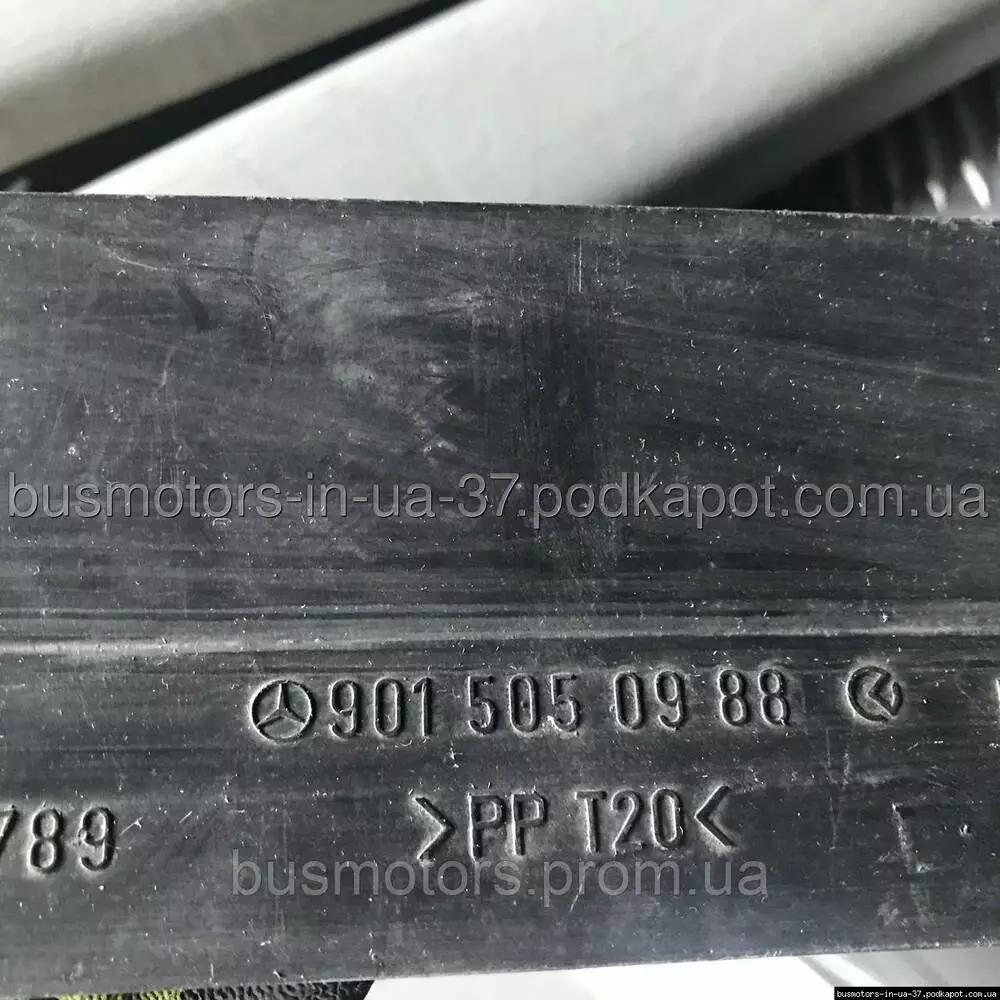 busmotors-in-ua-37.podkapot.com.ua
901 505 09 88
789
>PP T20<
busmotors.prom.ua
busmotors-in-ua-37.podkapot.com.ua